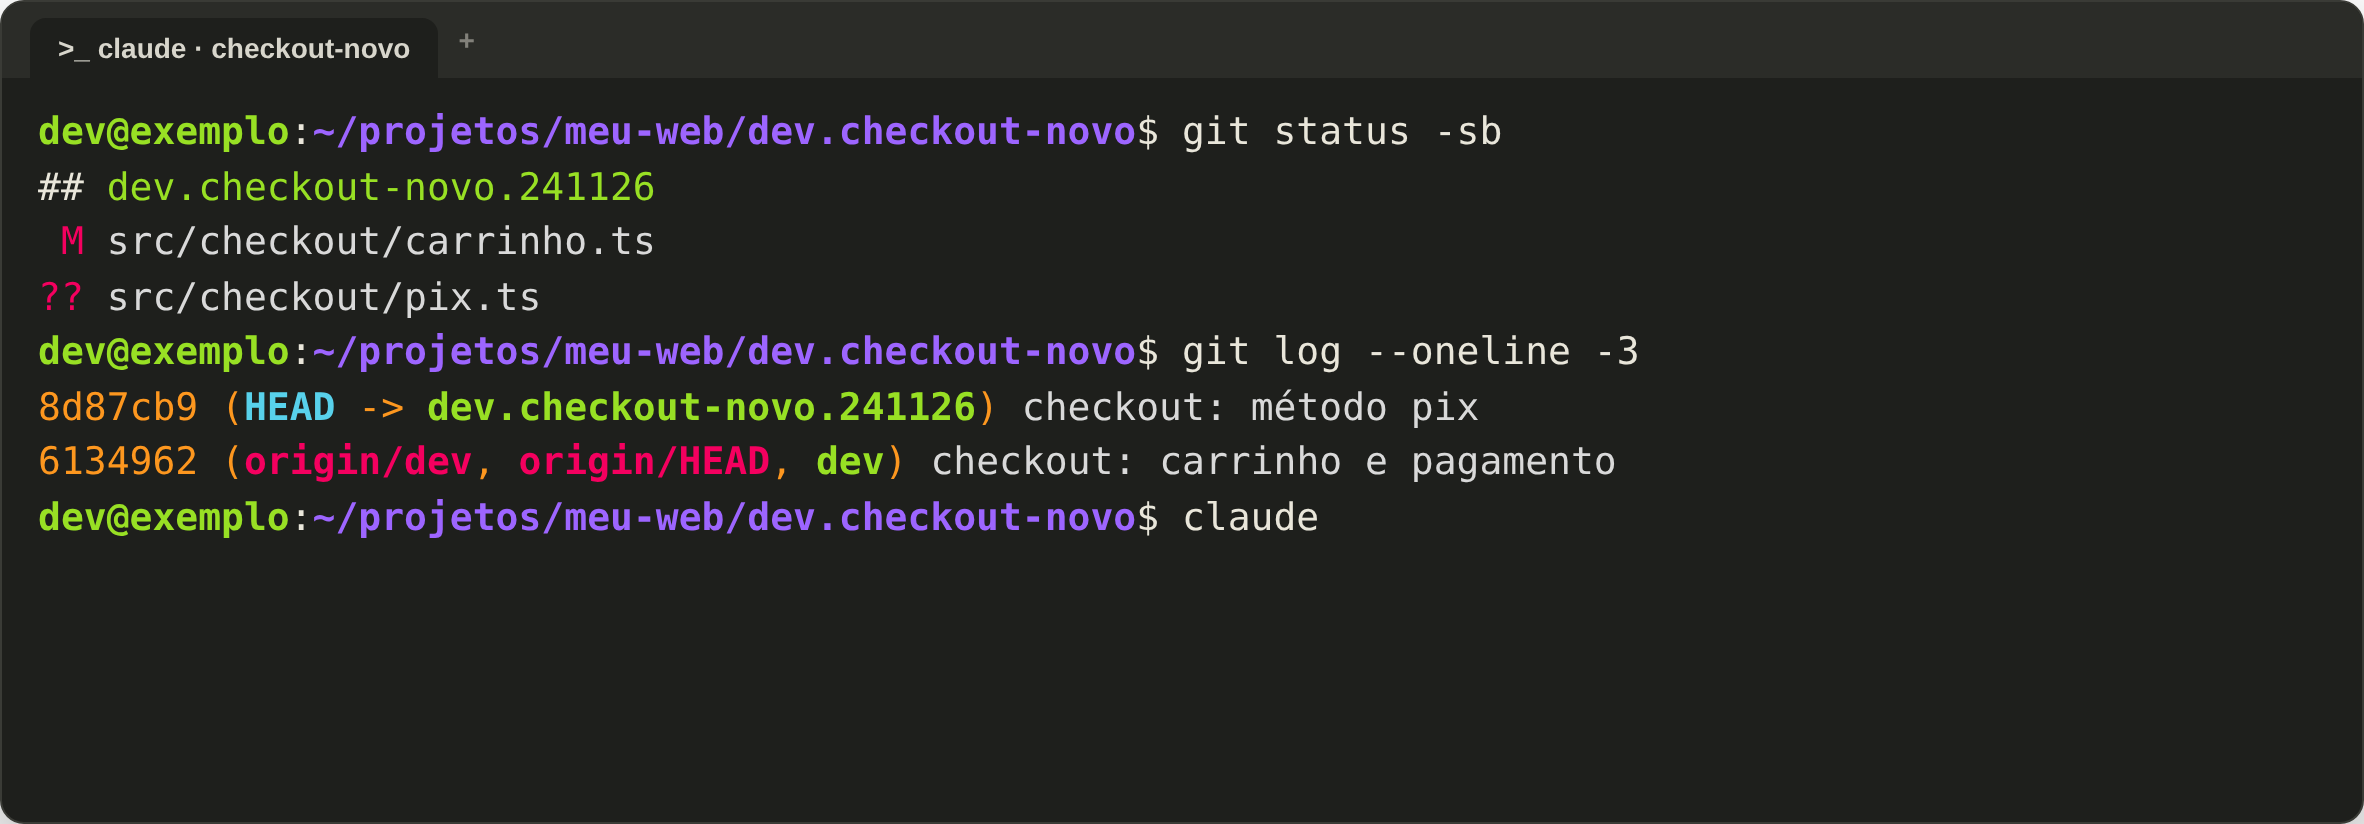 >_ claude · checkout-novo +
dev@exemplo:~/projetos/meu-web/dev.checkout-novo$ git status -sb
## dev.checkout-novo.241126
 M src/checkout/carrinho.ts
?? src/checkout/pix.ts
dev@exemplo:~/projetos/meu-web/dev.checkout-novo$ git log --oneline -3
8d87cb9 (HEAD -> dev.checkout-novo.241126) checkout: método pix
6134962 (origin/dev, origin/HEAD, dev) checkout: carrinho e pagamento
dev@exemplo:~/projetos/meu-web/dev.checkout-novo$ claude